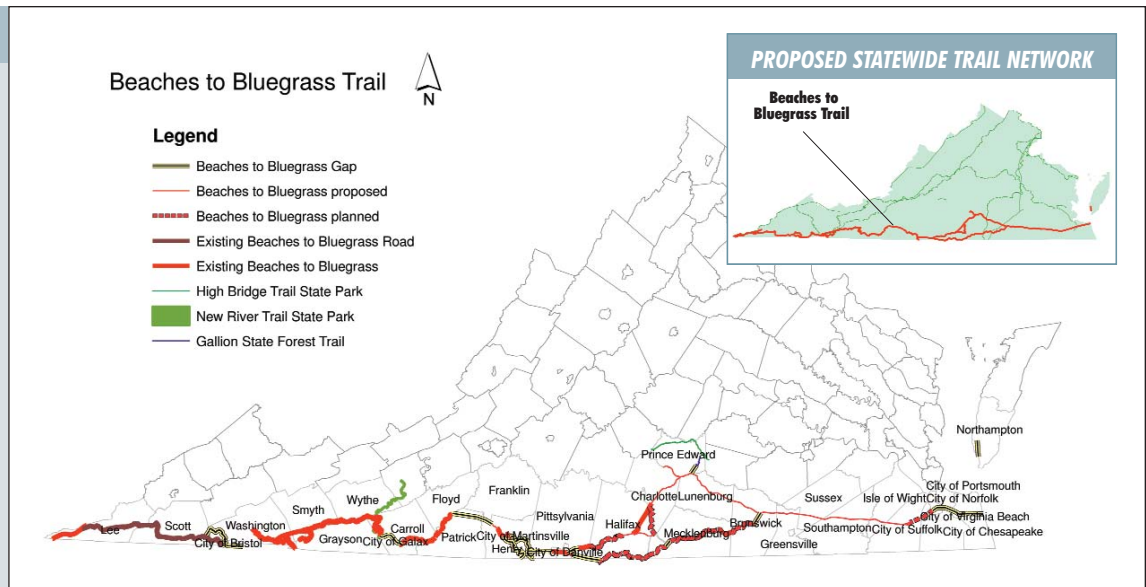 Beaches to Bluegrass Trail
N
Legend
Beaches to Bluegrass Gap
Beaches to Bluegrass proposed
Beaches to Bluegrass planned
Existing Beaches to Bluegrass Road
Existing Beaches to Bluegrass
High Bridge Trail State Park
New River Trail State Park
Gallion State Forest Trail
PROPOSED STATEWIDE TRAIL NETWORK
Beaches to
Bluegrass Trail
Northampton
Prince Edward
City of Portsmouth
Wythe
Floyd
Franklin
Charlotte
Lunenburg
Sussex
Isle of Wight
City of Norfolk
Smyth
Pittsylvania
City of Virginia Beach
Lee
Scott
Washington
Carroll
Halifax
Brunswick
Southampton
City of Suffolk
City of Chesapeake
City of Bristol
Grayson
City of Galax
Patrick
City of Martinsville
Mecklenburg
Henry
City of Danville
Greensville